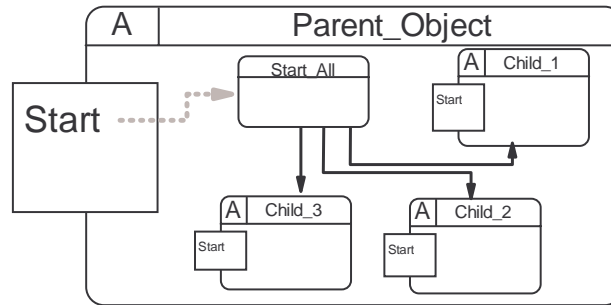 A Parent_Object
Start_All
A Child_1
Start
Start
A Child_3
A Child_2
Start
Start